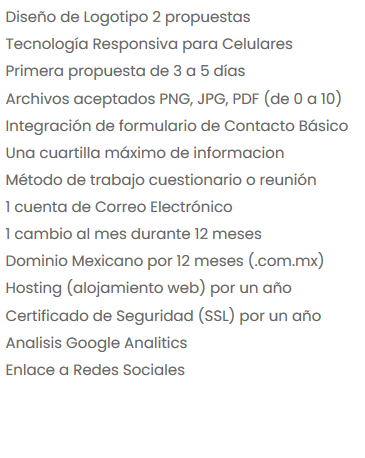 Diseño de Logotipo 2 propuestas
Tecnología Responsiva para Celulares
Primera propuesta de 3 a 5 días
Archivos aceptados PNG, JPG, PDF (de 0 a 10)
Integración de formulario de Contacto Básico
Una cuartilla máximo de informacion
Método de trabajo cuestionario o reunión
1 cuenta de Correo Electrónico
1 cambio al mes durante 12 meses
Dominio Mexicano por 12 meses (.com.mx)
Hosting (alojamiento web) por un año
Certificado de Seguridad (SSL) por un año
Analisis Google Analitics
Enlace a Redes Sociales